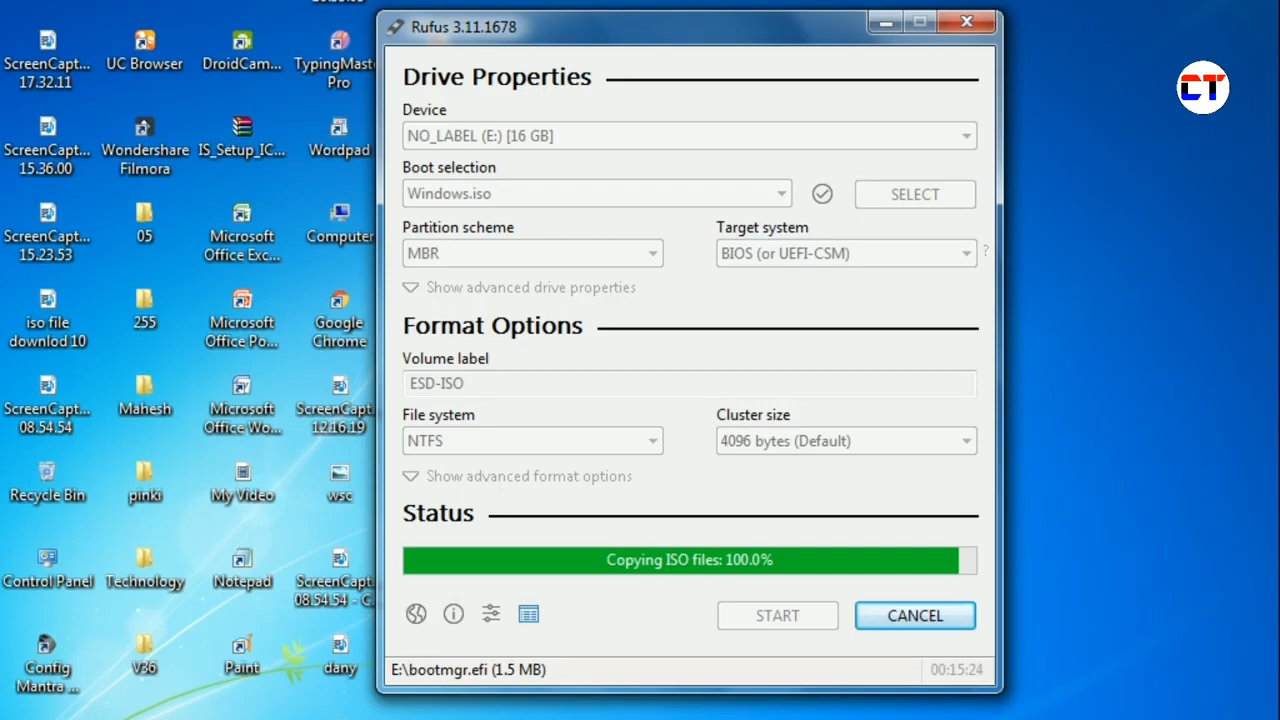 ScreenCapt...
17.32.11
UC Browser
DroidCam...
TypingMast
Pro
ScreenCapt...
15.36.00
Wondershare
Filmora
IS_Setup_IC...
Wordpad
ScreenCapt...
15.23.53
05
Microsoft
Office Exc...
Computer
iso file
downlod 10
255
Microsoft
Office Po...
Google
Chrome
ScreenCapt...
08.54.54
Mahesh
Microsoft
Office Wo...
ScreenCapt
12.16.19
Recycle Bin
pinki
My Video
wsc
Control Panel
Technology
Notepad
ScreenCapt
08.54.54 - C...
Config
Mantra ...
V36
Paint
dany
Rufus 3.11.1678
Drive Properties
Device
NO_LABEL (E:) [16 GB]
Boot selection
Windows.iso
SELECT
Partition scheme
Target system
MBR
BIOS (or UEFI-CSM)
?
Show advanced drive properties
Format Options
Volume label
ESD-ISO
File system
Cluster size
NTFS
4096 bytes (Default)
Show advanced format options
Status
Copying ISO files: 100.0%
START
CANCEL
E:\bootmgr.efi (1.5 MB)
00:15:24
CT